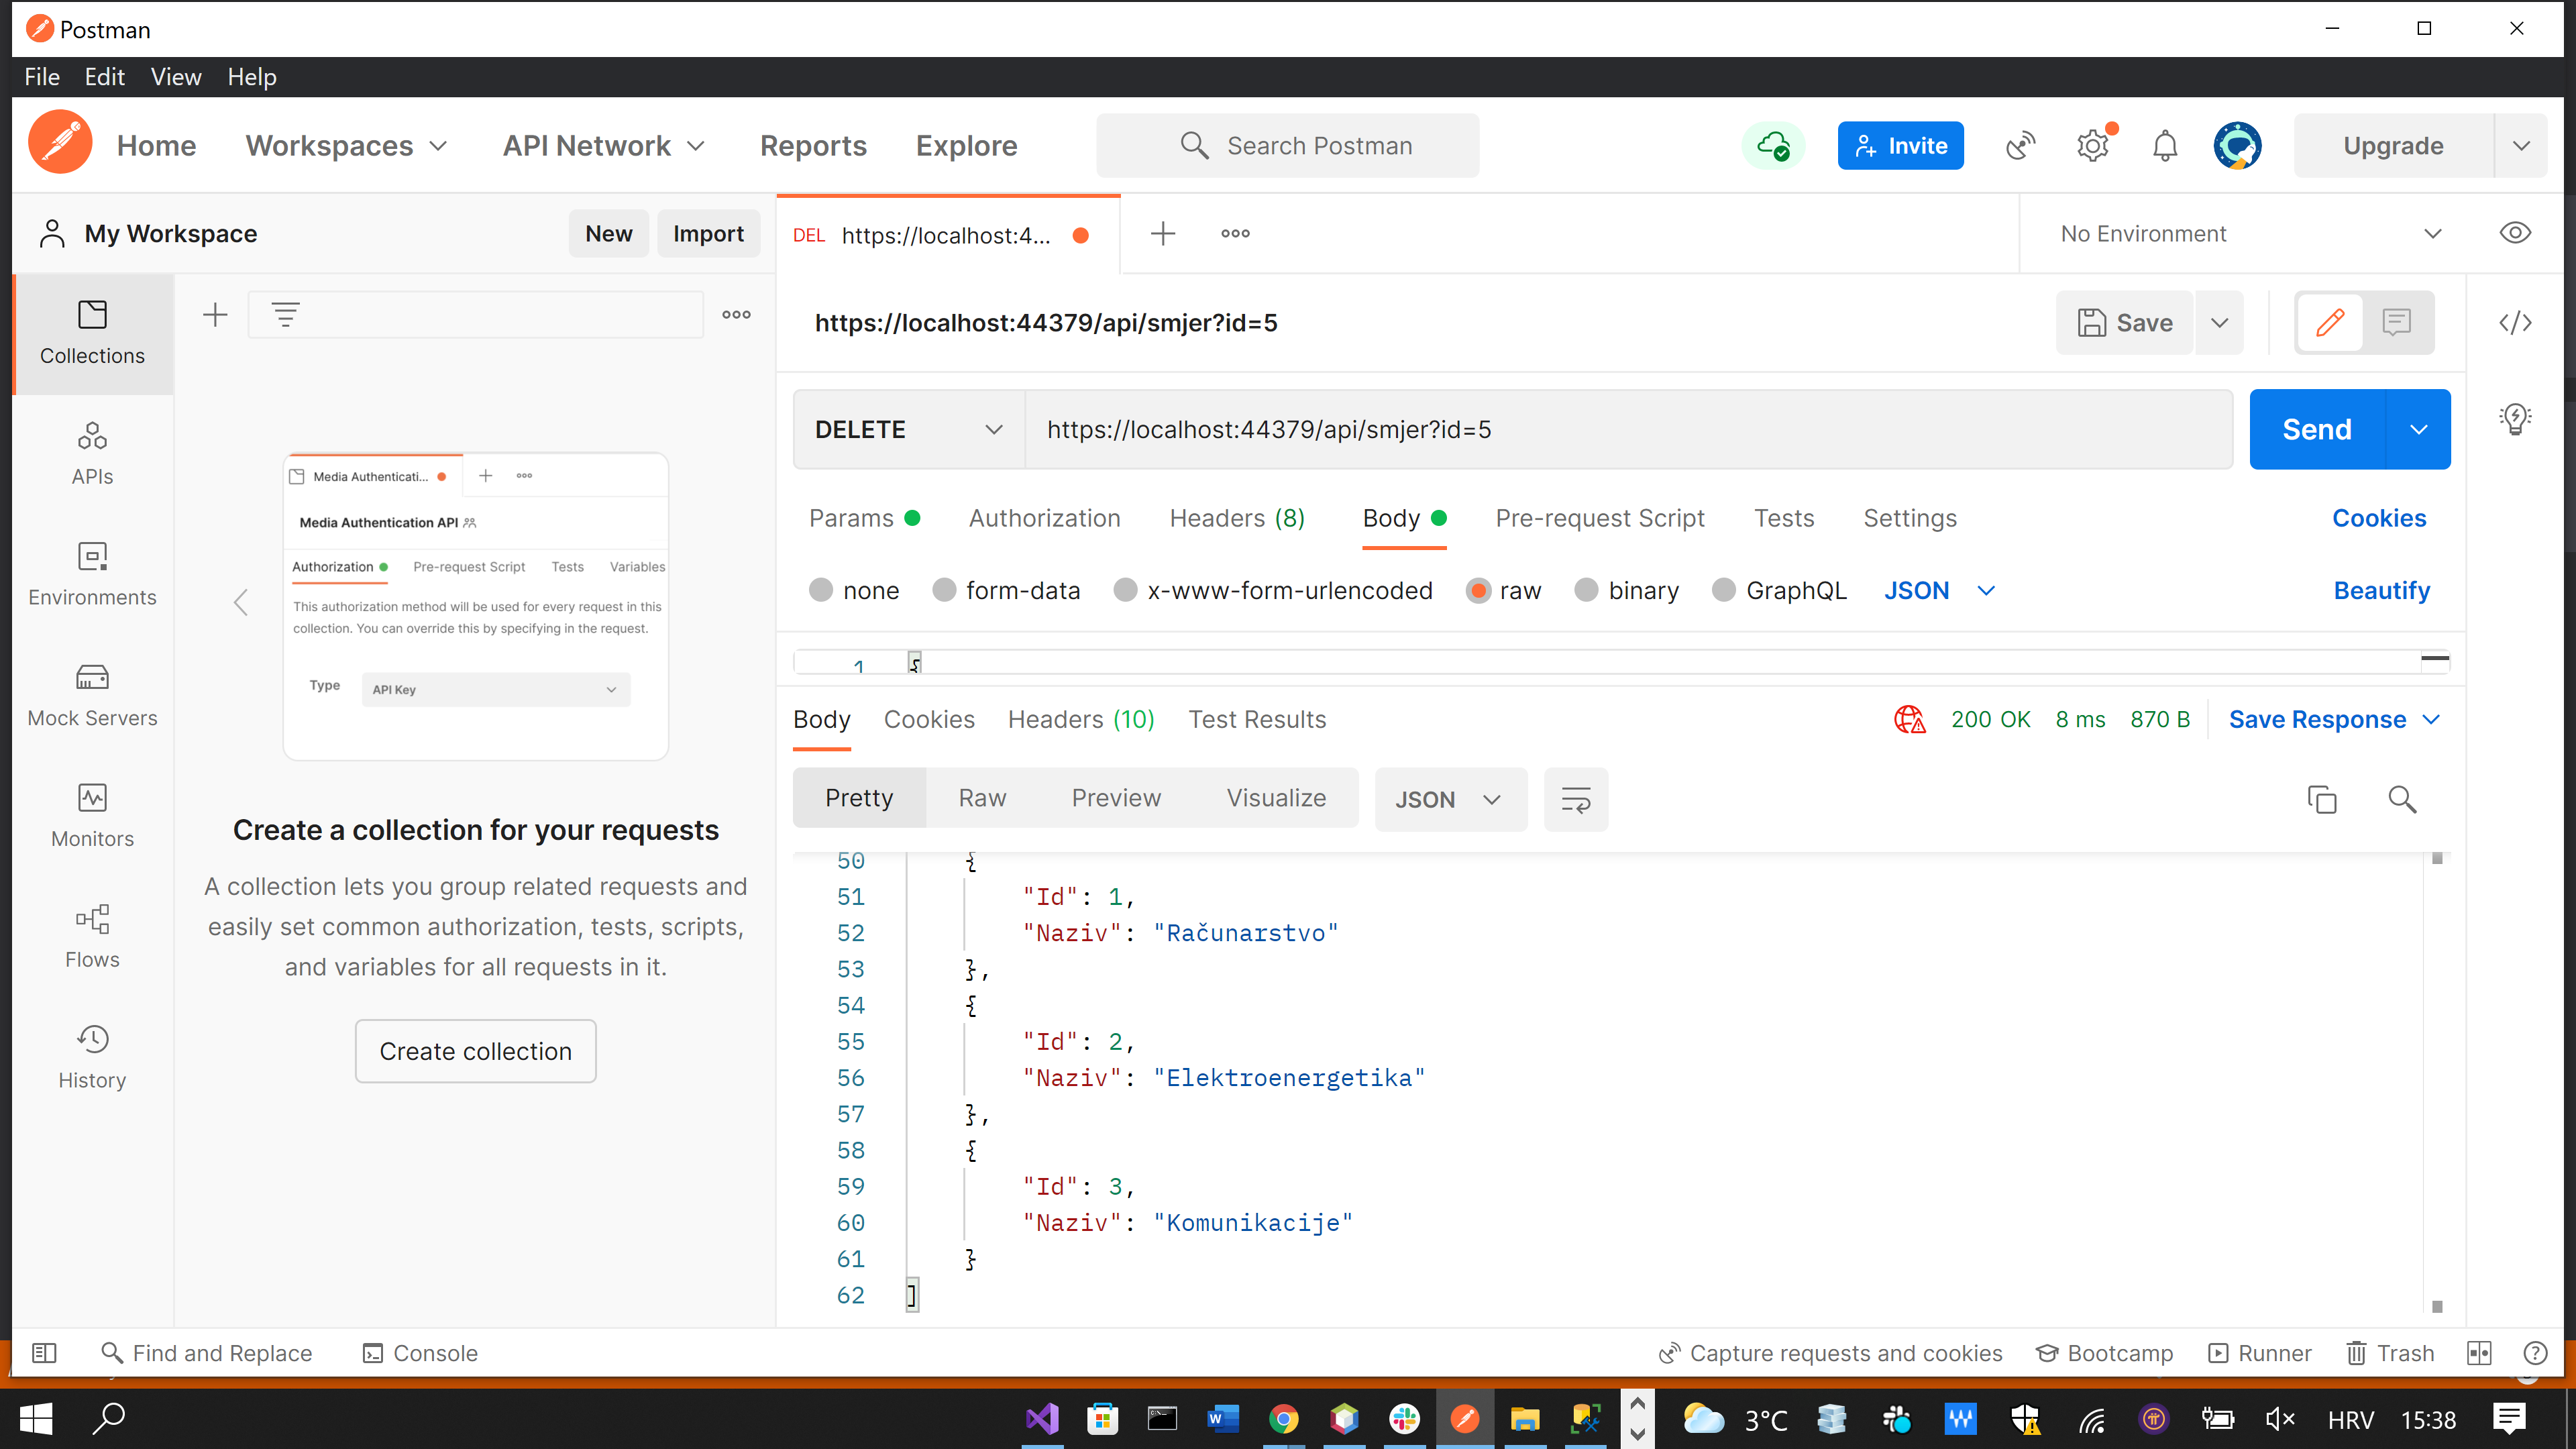 Postman
File Edit View Help
Home Workspaces API Network Reports Explore Search Postman Invite Upgrade
My Workspace New Import
DEL https://localhost:4... No Environment
Collections
APIs
Environments
Mock Servers
Monitors
Flows
History
Media Authenticati...
Media Authentication API
Authorization Pre-request Script Tests Variables
This authorization method will be used for every request in this
collection. You can override this by specifying in the request.
Type API Key
Create a collection for your requests
A collection lets you group related requests and
easily set common authorization, tests, scripts,
and variables for all requests in it.
Create collection
https://localhost:44379/api/smjer?id=5 Save
DELETE https://localhost:44379/api/smjer?id=5 Send
Params Authorization Headers (8) Body Pre-request Script Tests Settings Cookies
none form-data x-www-form-urlencoded raw binary GraphQL JSON Beautify
1 {
Body Cookies Headers (10) Test Results 200 OK 8 ms 870 B Save Response
Pretty Raw Preview Visualize JSON
50 {
51 "Id": 1,
52 "Naziv": "Računarstvo"
53 },
54 {
55 "Id": 2,
56 "Naziv": "Elektroenergetika"
57 },
58 {
59 "Id": 3,
60 "Naziv": "Komunikacije"
61 }
62 ]
Find and Replace Console Capture requests and cookies Bootcamp Runner Trash
3°C HRV 15:38